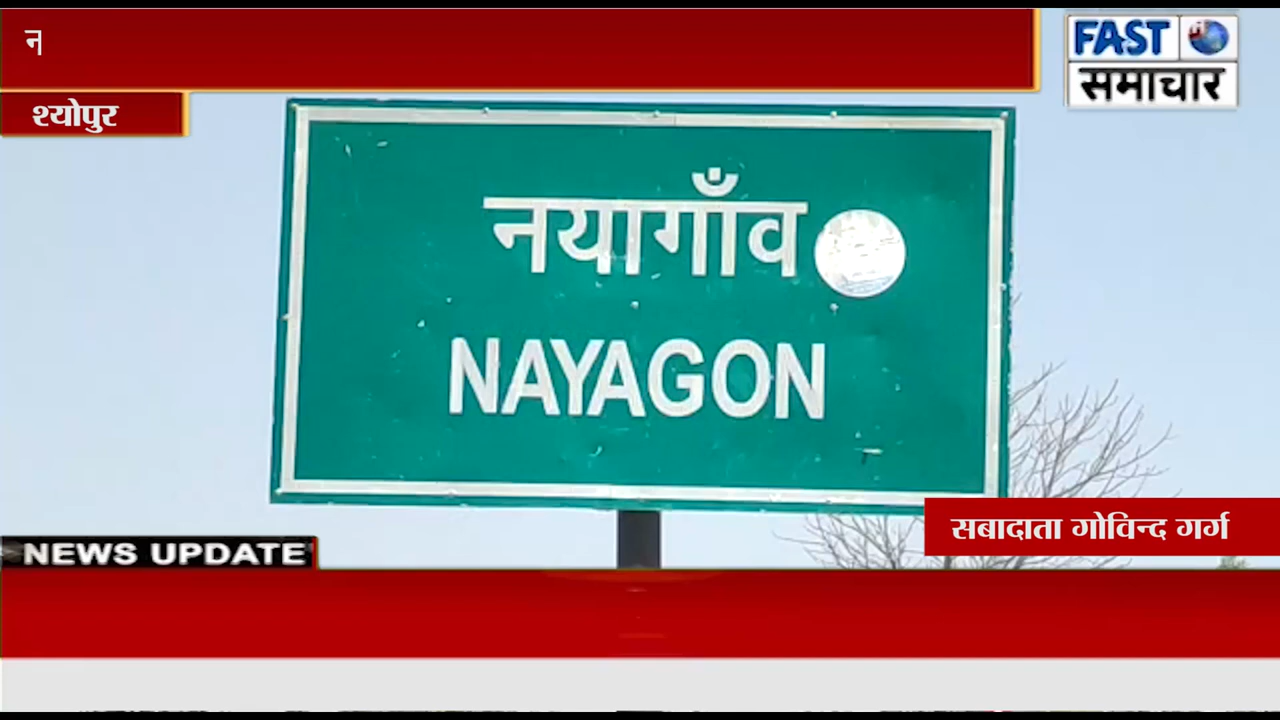 न
FAST
समाचार
श्योपुर
नयागाँव
NAYAGON
सबादाता गोविन्द गर्ग
NEWS UPDATE